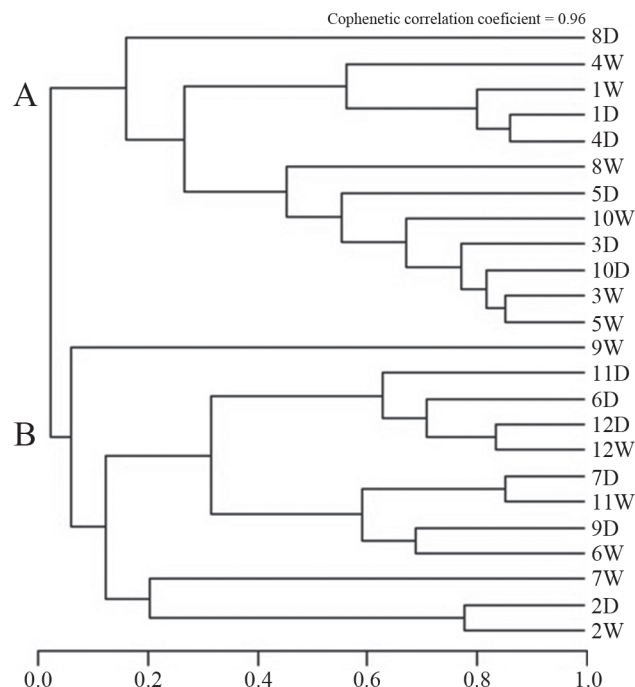 Cophenetic correlation coeficient = 0.96
8D
4W
A
1W
1D
4D
8W
5D
10W
3D
10D
3W
5W
9W
11D
6D
12D
B
12W
7D
11W
9D
6W
7W
2D
2W
0.0 0.2 0.4 0.6 0.8 1.0